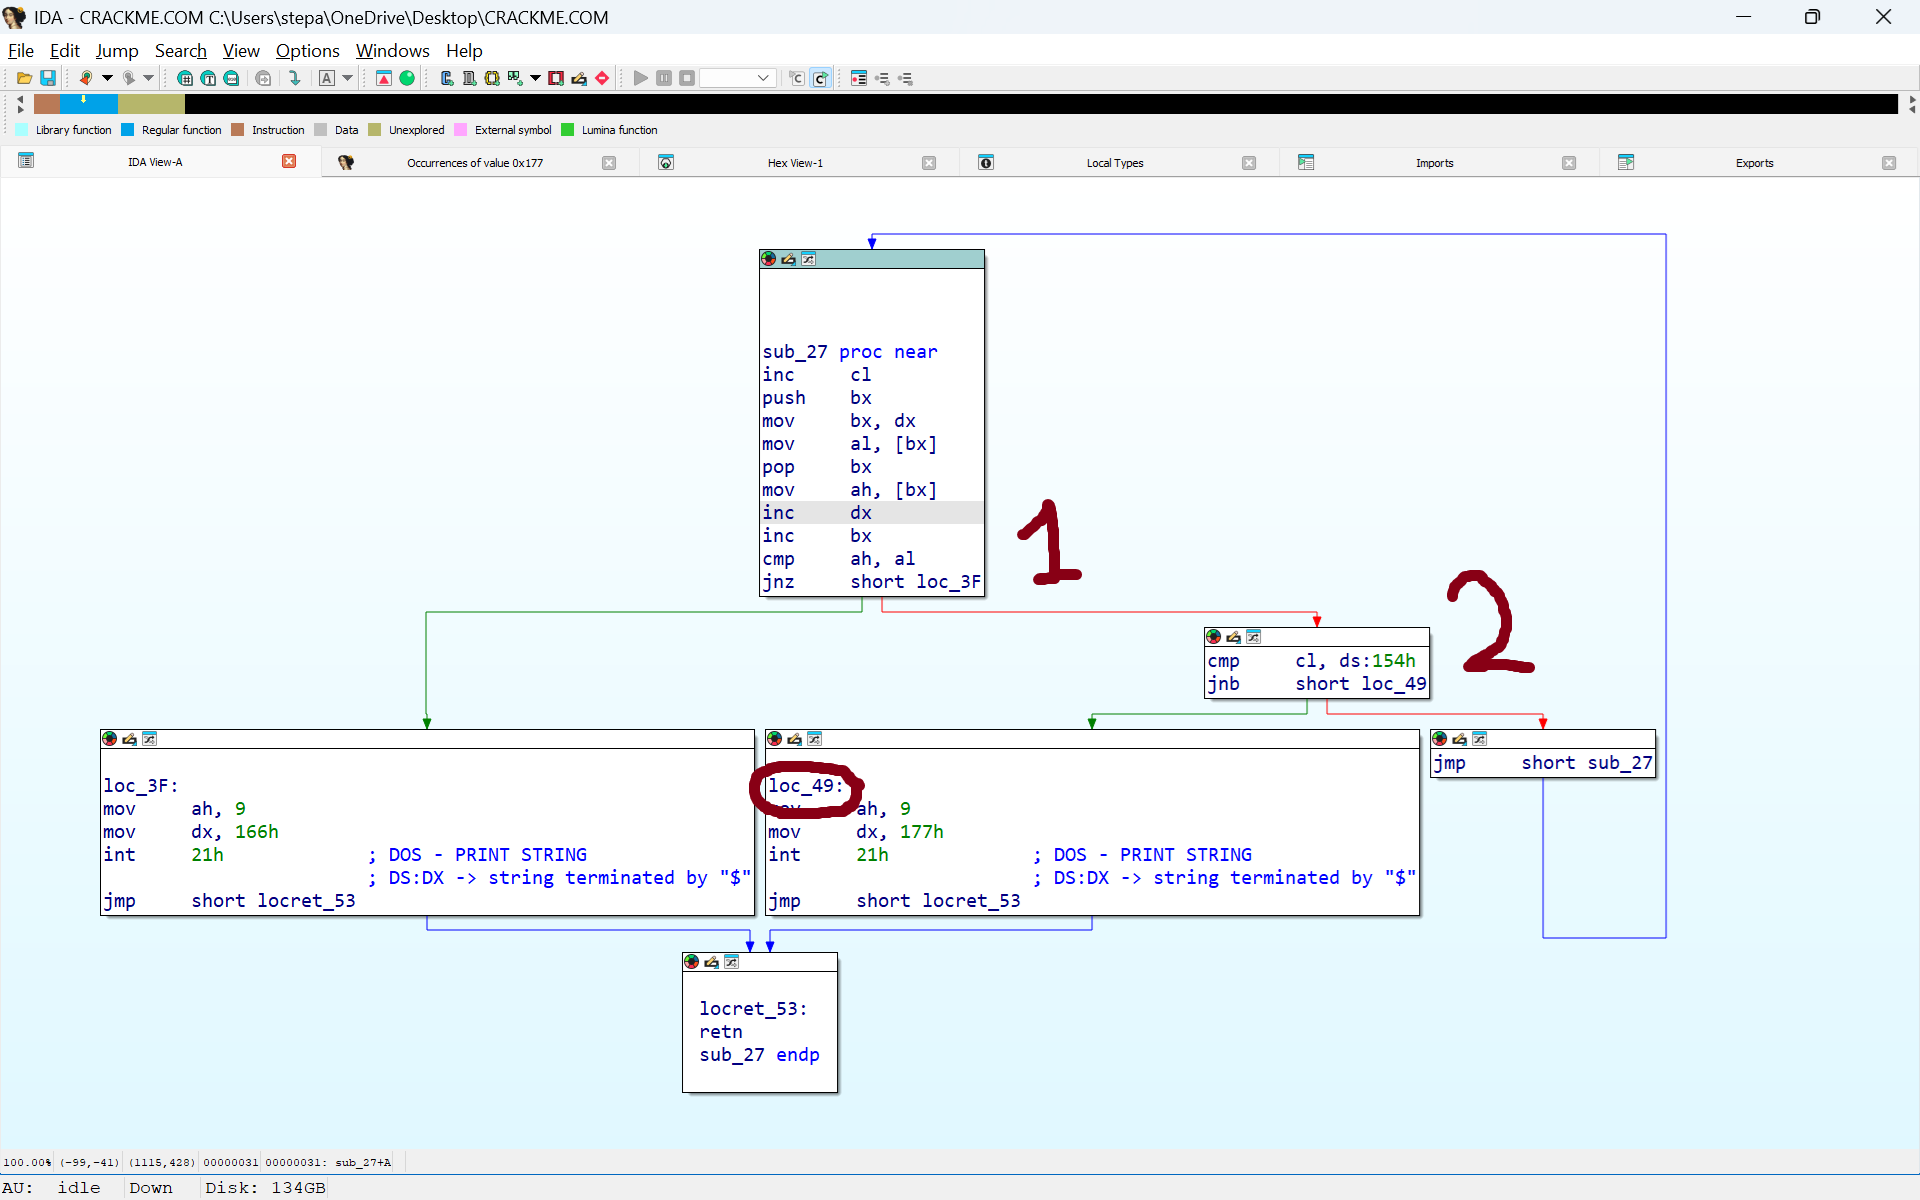 IDA - CRACKME.COM C:\Users\stepa\OneDrive\Desktop\CRACKME.COM
File Edit Jump Search View Options Windows Help
Library function Regular function Instruction Data Unexplored External symbol Lumina function
IDA View-A Occurrences of value 0x177 Hex View-1 Local Types Imports Exports
sub_27 proc near
inc cl
push bx
mov bx, dx
mov al, [bx]
pop bx
mov ah, [bx]
inc dx
inc bx
cmp ah, al
jnz short loc_3F
1
2
cmp cl, ds:154h
jnb short loc_49
loc_3F:
mov ah, 9
mov dx, 166h
int 21h ; DOS - PRINT STRING
; DS:DX -> string terminated by "$"
jmp short locret_53
loc_49:
mov ah, 9
mov dx, 177h
int 21h ; DOS - PRINT STRING
; DS:DX -> string terminated by "$"
jmp short locret_53
jmp short sub_27
locret_53:
retn
sub_27 endp
100.00% (-99,-41) (1115,428) 00000031 00000031: sub_27+A
AU: idle Down Disk: 134GB